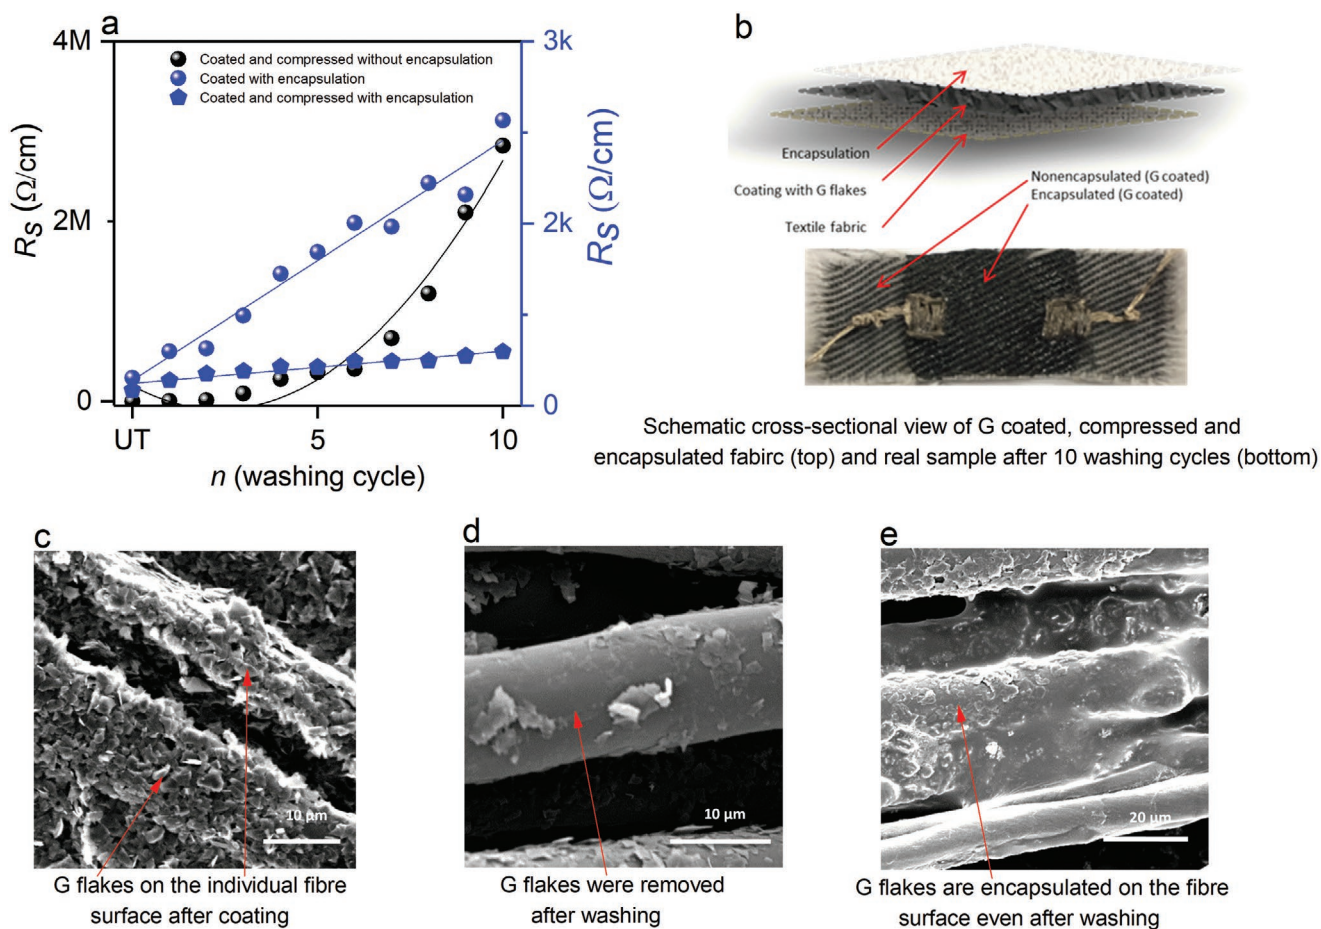 a
4M
2M
0
Rs (Ω/cm)
Coated and compressed without encapsulation
Coated with encapsulation
Coated and compressed with encapsulation
3k
2k
0
Rs (Ω/cm)
UT 5 10
n (washing cycle)
b
Encapsulation
Coating with G flakes
Textile fabric
Nonencapsulated (G coated)
Encapsulated (G coated)
Schematic cross-sectional view of G coated, compressed and
encapsulated fabirc (top) and real sample after 10 washing cycles (bottom)
c
10 µm
G flakes on the individual fibre
surface after coating
d
10 µm
G flakes were removed
after washing
e
20 µm
G flakes are encapsulated on the fibre
surface even after washing